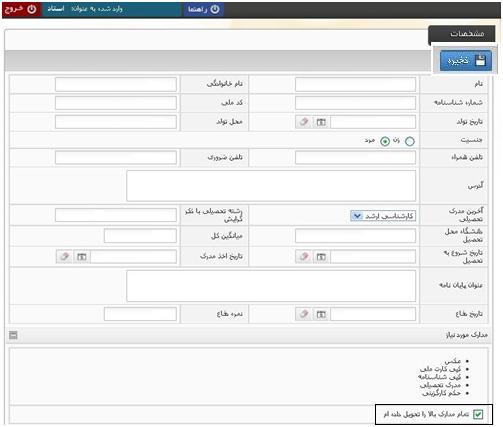 راهنما وارد شده به عنوان: استاد خروج
مشخصات
ذخیره
نام نام خانوادگی
شماره شناسنامه کد ملی
تاریخ تولد محل تولد
جنسیت زن مرد
تلفن همراه تلفن ضروری
آدرس
آخرین مدرک تحصیلی کارشناسی ارشد رشته تحصیلی با ذکر گرایش
دانشگاه محل تحصیل میانگین کل
تاریخ شروع به تحصیل تاریخ اخذ مدرک
عنوان پایان نامه
تاریخ دفاع نمره دفاع
مدارک مورد نیاز
عکس
کپی کارت ملی
کپی شناسنامه
مدرک تحصیلی
حکم کارگزینی
تمام مدارک بالا را تحویل داده ام